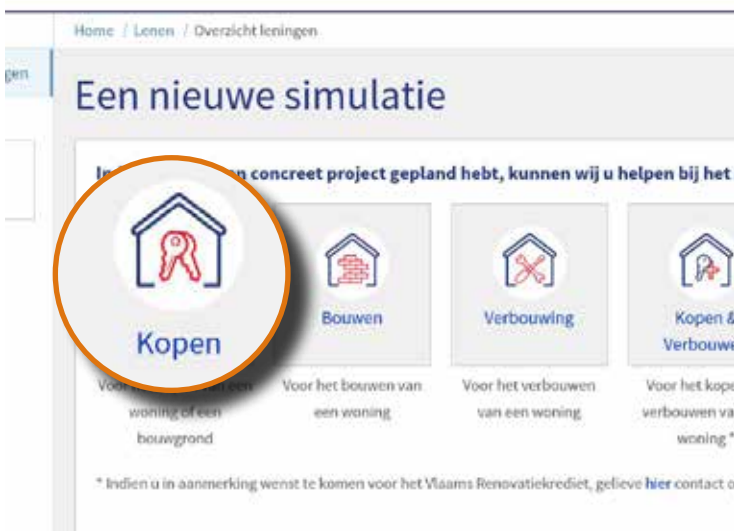 Home / Lenen / Overzicht leningen
gen
Een nieuwe simulatie
concreet project gepland hebt, kunnen wij u helpen bij het
Kopen
Bouwen
Verbouwing
Kopen &
Verbouwe
Voor een
woning of een
bouwgrond
Voor het bouwen van
een woning
Voor het verbouwen
van een woning
Voor het kope
verbouwen va
woning *
* Indien u in aanmerking wenst te komen voor het Vlaams Renovatiekrediet, gelieve hier contact o